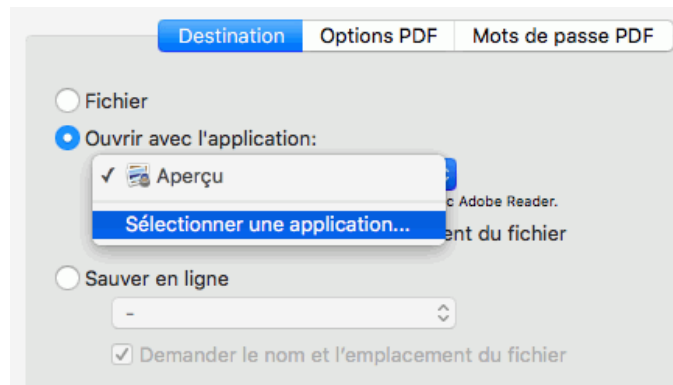 Destination Options PDF Mots de passe PDF
Fichier
Ouvrir avec l'application:
✓ Aperçu
Adobe Reader.
Sélectionner une application...
du fichier
Sauver en ligne
-
✓ Demander le nom et l’emplacement du fichier